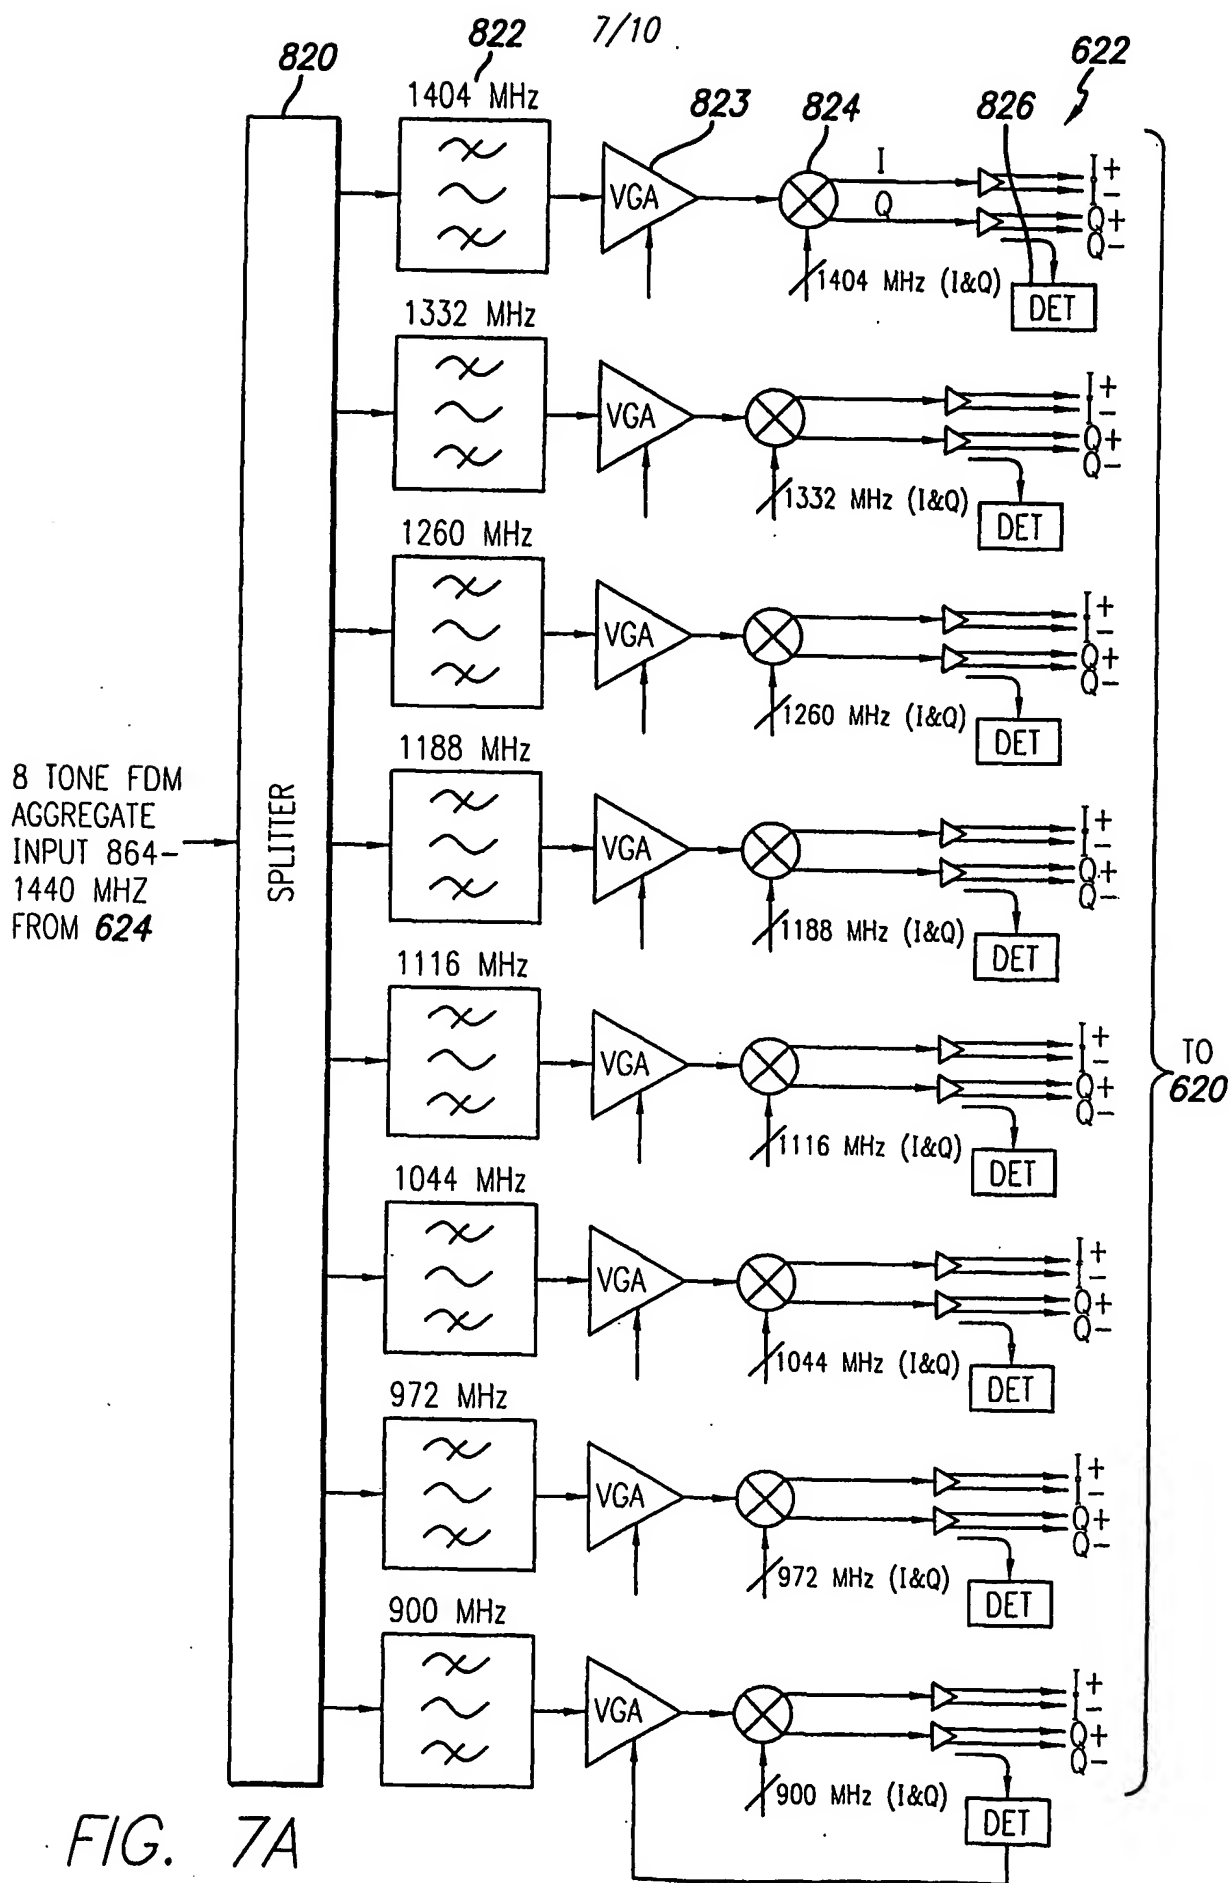 7/10
820
822
1404 MHz
823
824
826
622
VGA
I
Q
I+
I-
Q+
Q-
1404 MHz (I&Q)
DET
1332 MHz
VGA
I+
I-
Q+
Q-
1332 MHz (I&Q)
DET
1260 MHz
VGA
I+
I-
Q+
Q-
1260 MHz (I&Q)
DET
8 TONE FDM
AGGREGATE
INPUT 864-
1440 MHZ
FROM 624
SPLITTER
1188 MHz
VGA
I+
I-
Q+
Q-
1188 MHz (I&Q)
DET
1116 MHz
VGA
I+
I-
Q+
Q-
1116 MHz (I&Q)
DET
TO
620
1044 MHz
VGA
I+
I-
Q+
Q-
1044 MHz (I&Q)
DET
972 MHz
VGA
I+
I-
Q+
Q-
972 MHz (I&Q)
DET
900 MHz
VGA
I+
I-
Q+
Q-
900 MHz (I&Q)
DET
FIG. 7A